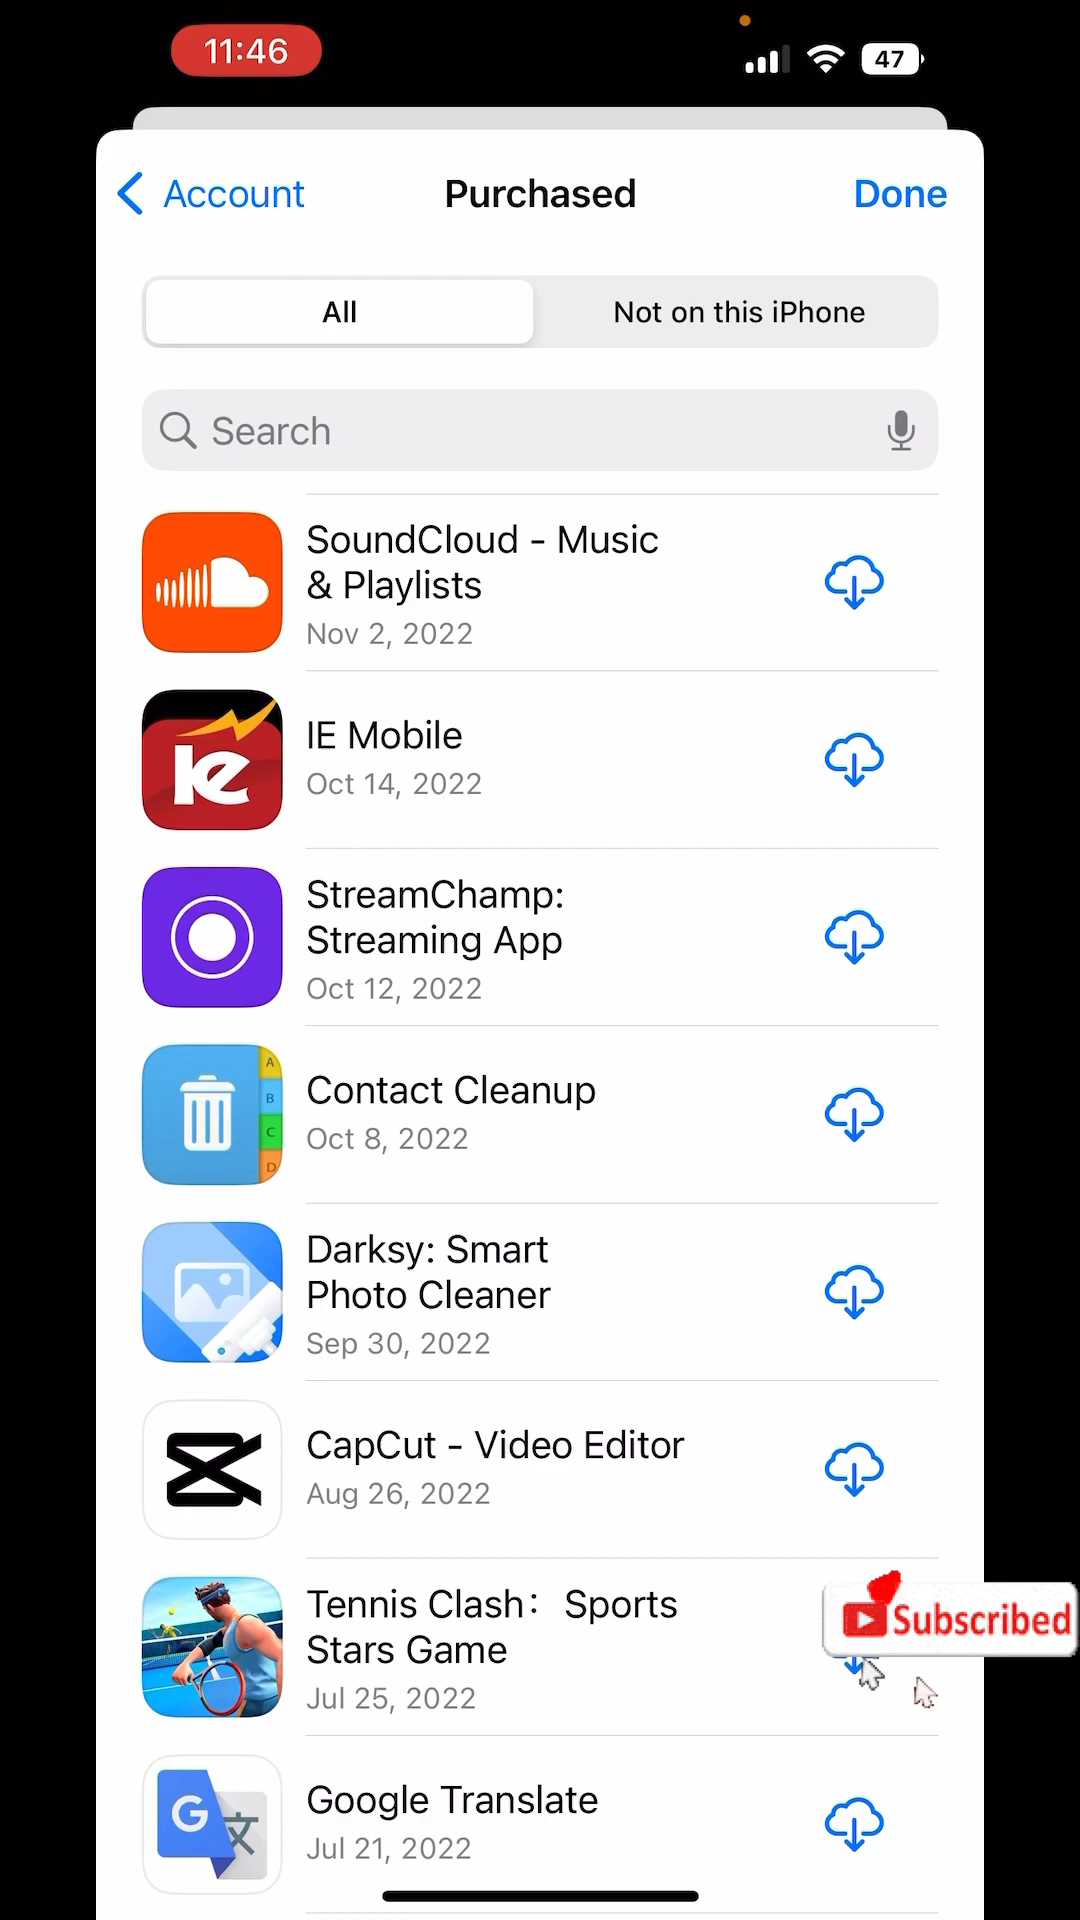 11:46
47
Account
Purchased
Done
All
Not on this iPhone
Search
SoundCloud - Music
& Playlists
Nov 2, 2022
IE Mobile
Oct 14, 2022
ie
StreamChamp:
Streaming App
Oct 12, 2022
Contact Cleanup
Oct 8, 2022
A
B
C
D
Darksy: Smart
Photo Cleaner
Sep 30, 2022
CapCut - Video Editor
Aug 26, 2022
Tennis Clash: Sports
Stars Game
Jul 25, 2022
Subscribed
Google Translate
Jul 21, 2022
G
文